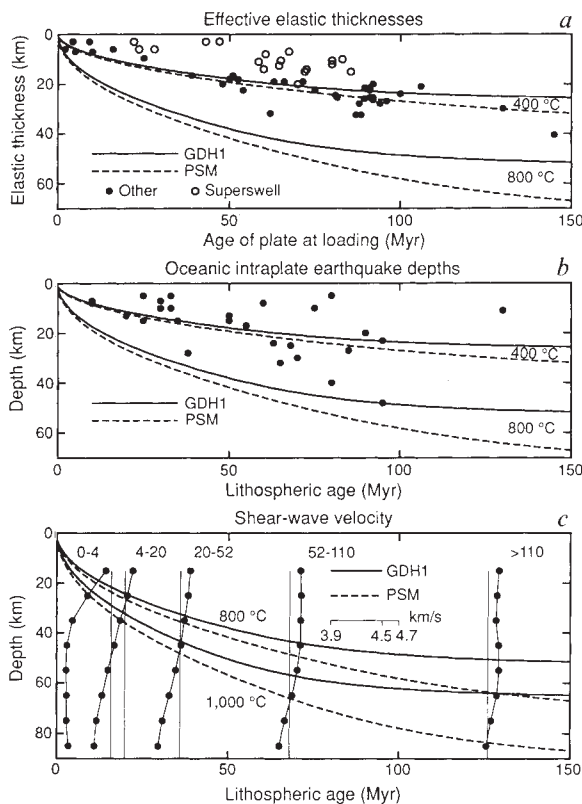 Effective elastic thicknesses
a
0
20
40
60
Elastic thickness (km)
400 °C
800 °C
GDH1
PSM
Other
Superswell
0 50 100 150
Age of plate at loading (Myr)
Oceanic intraplate earthquake depths
b
0
20
40
60
Depth (km)
400 °C
800 °C
GDH1
PSM
0 50 100 150
Lithospheric age (Myr)
Shear-wave velocity
c
0
20
40
60
80
Depth (km)
0-4 4-20 20-52 52-110 >110
GDH1
PSM
km/s
3.9 4.5 4.7
800 °C
1,000 °C
0 50 100 150
Lithospheric age (Myr)